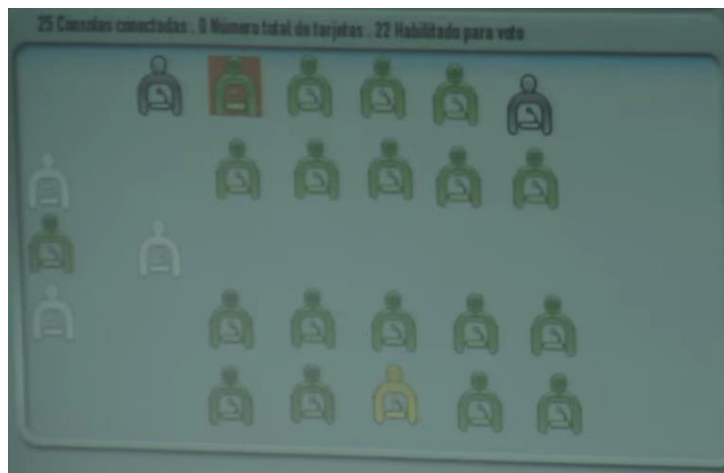 25 Consolas conectadas . 0 Número total de tarjetas . 22 Habilitado para voto